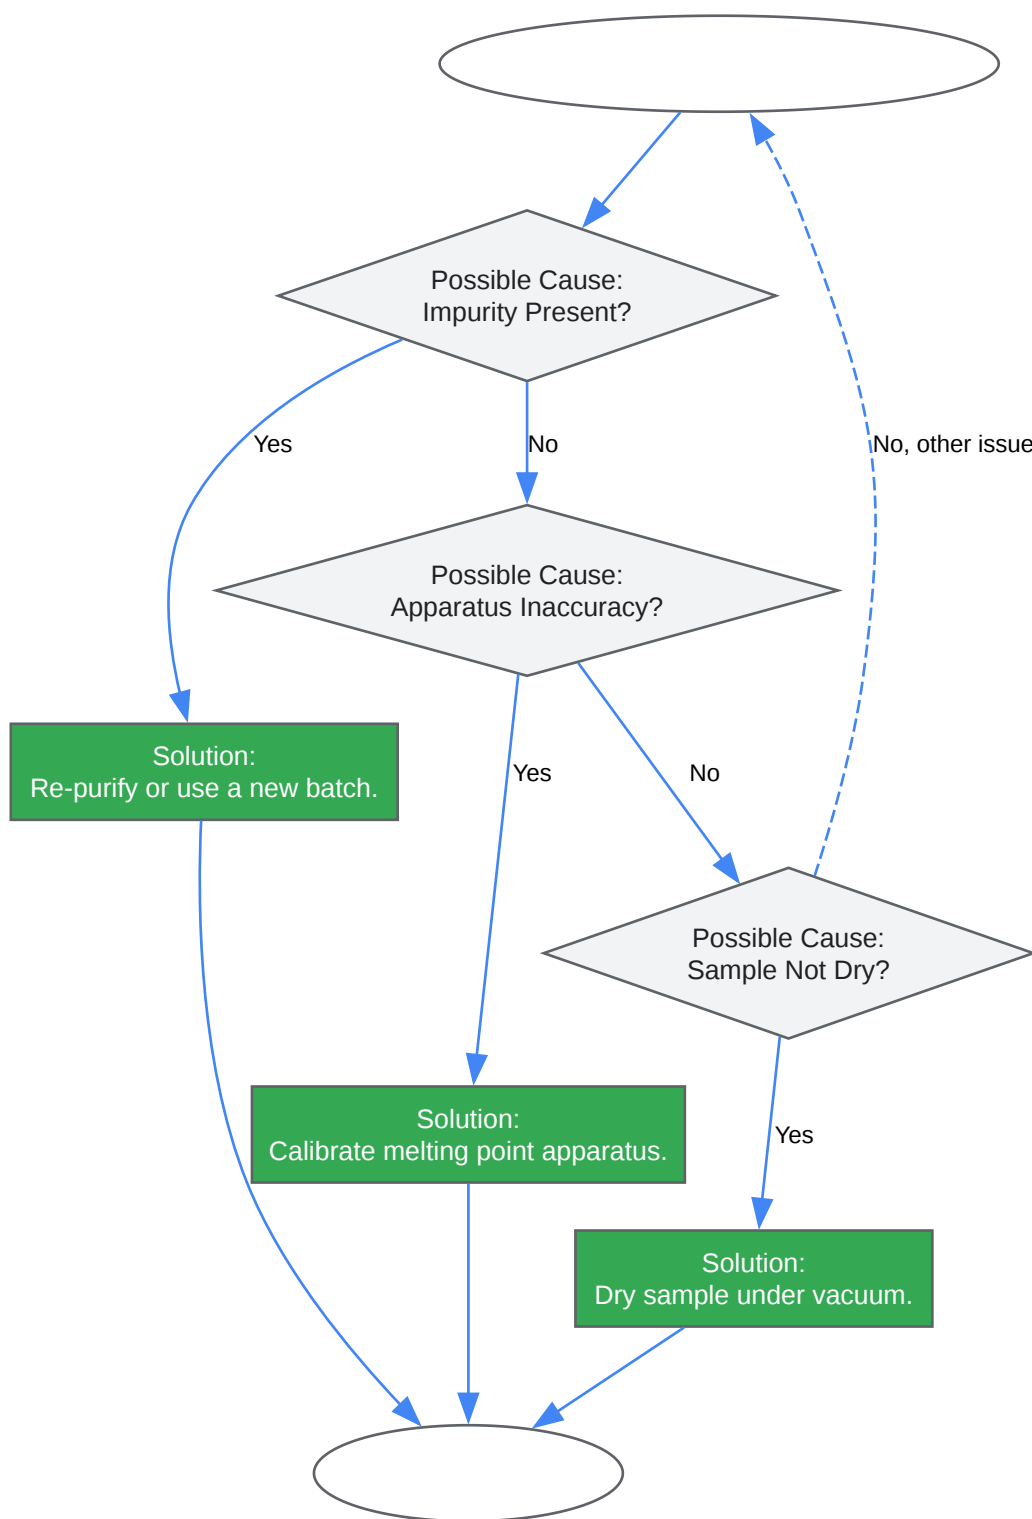 Possible Cause:
Impurity Present?
Yes
No
No, other issue
Possible Cause:
Apparatus Inaccuracy?
Solution:
Re-purify or use a new batch.
Yes
No
Possible Cause:
Sample Not Dry?
Solution:
Calibrate melting point apparatus.
Yes
Solution:
Dry sample under vacuum.